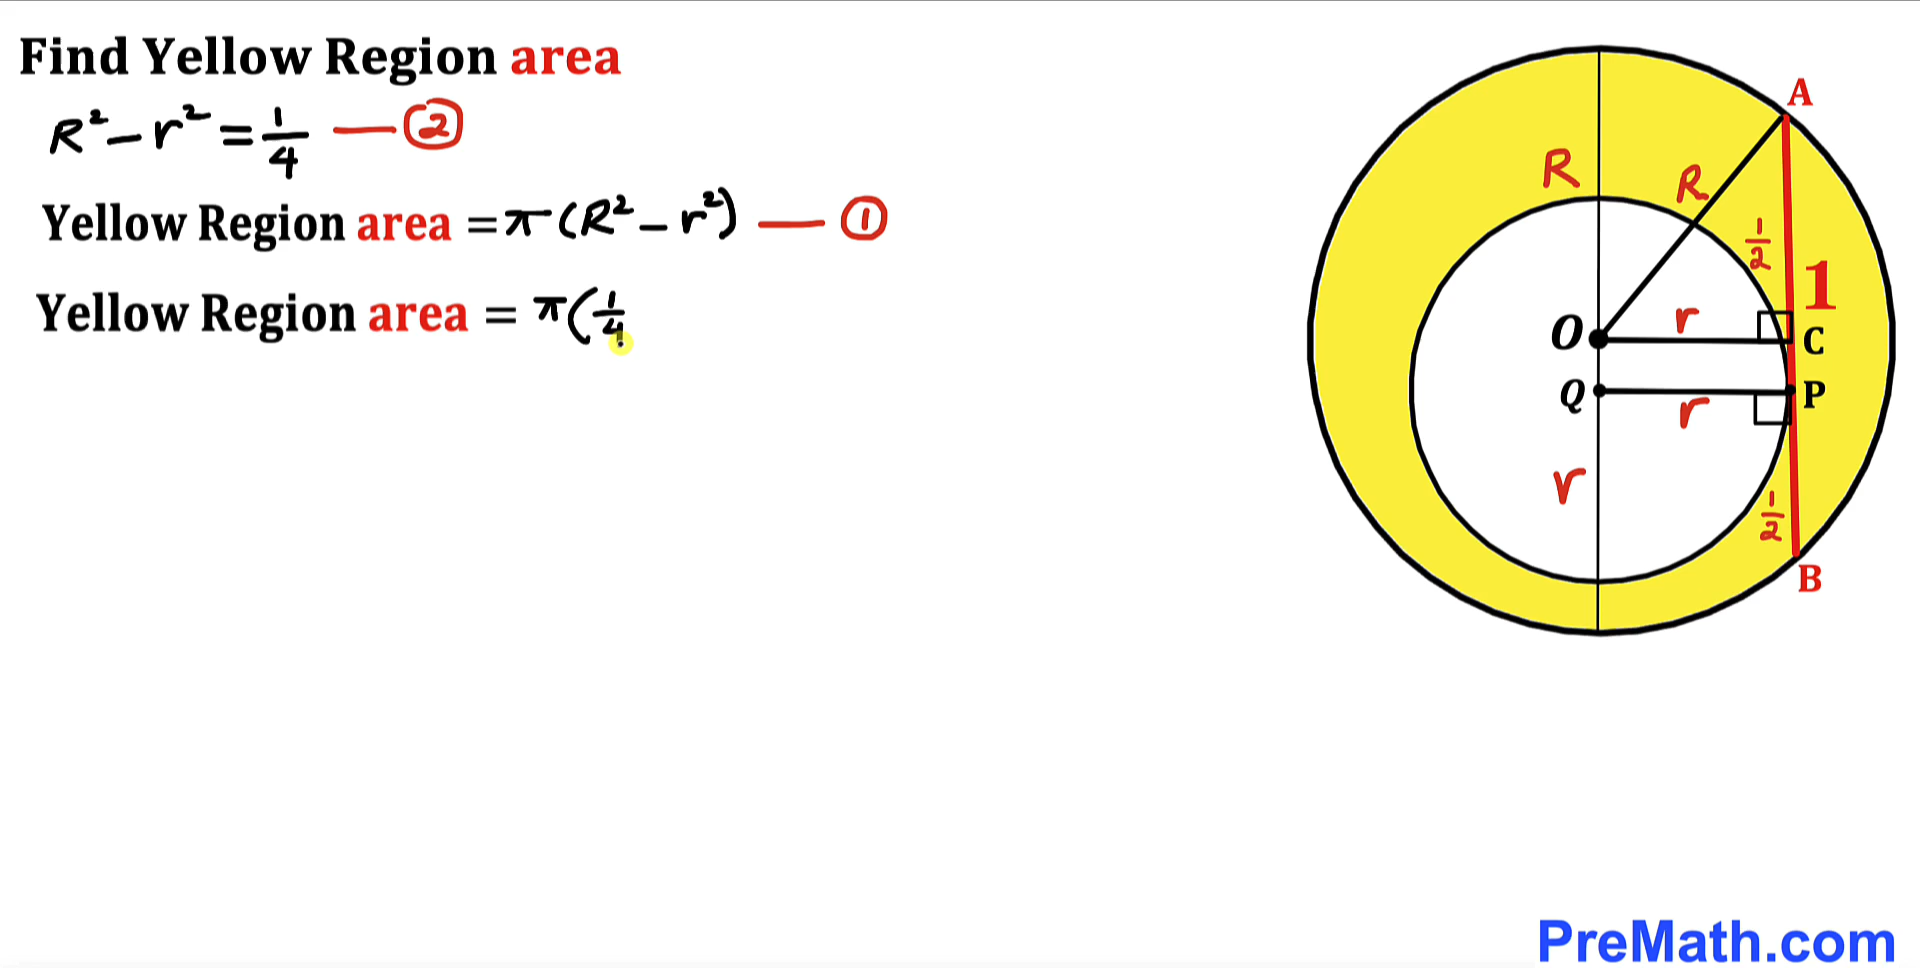 Find Yellow Region area
R² − r² = 1/4 — ②
Yellow Region area = π(R² − r²) — ①
Yellow Region area = π(1/4
A
R
R
1/2
1
O
r
C
Q
r
P
r
1/2
B
PreMath.com